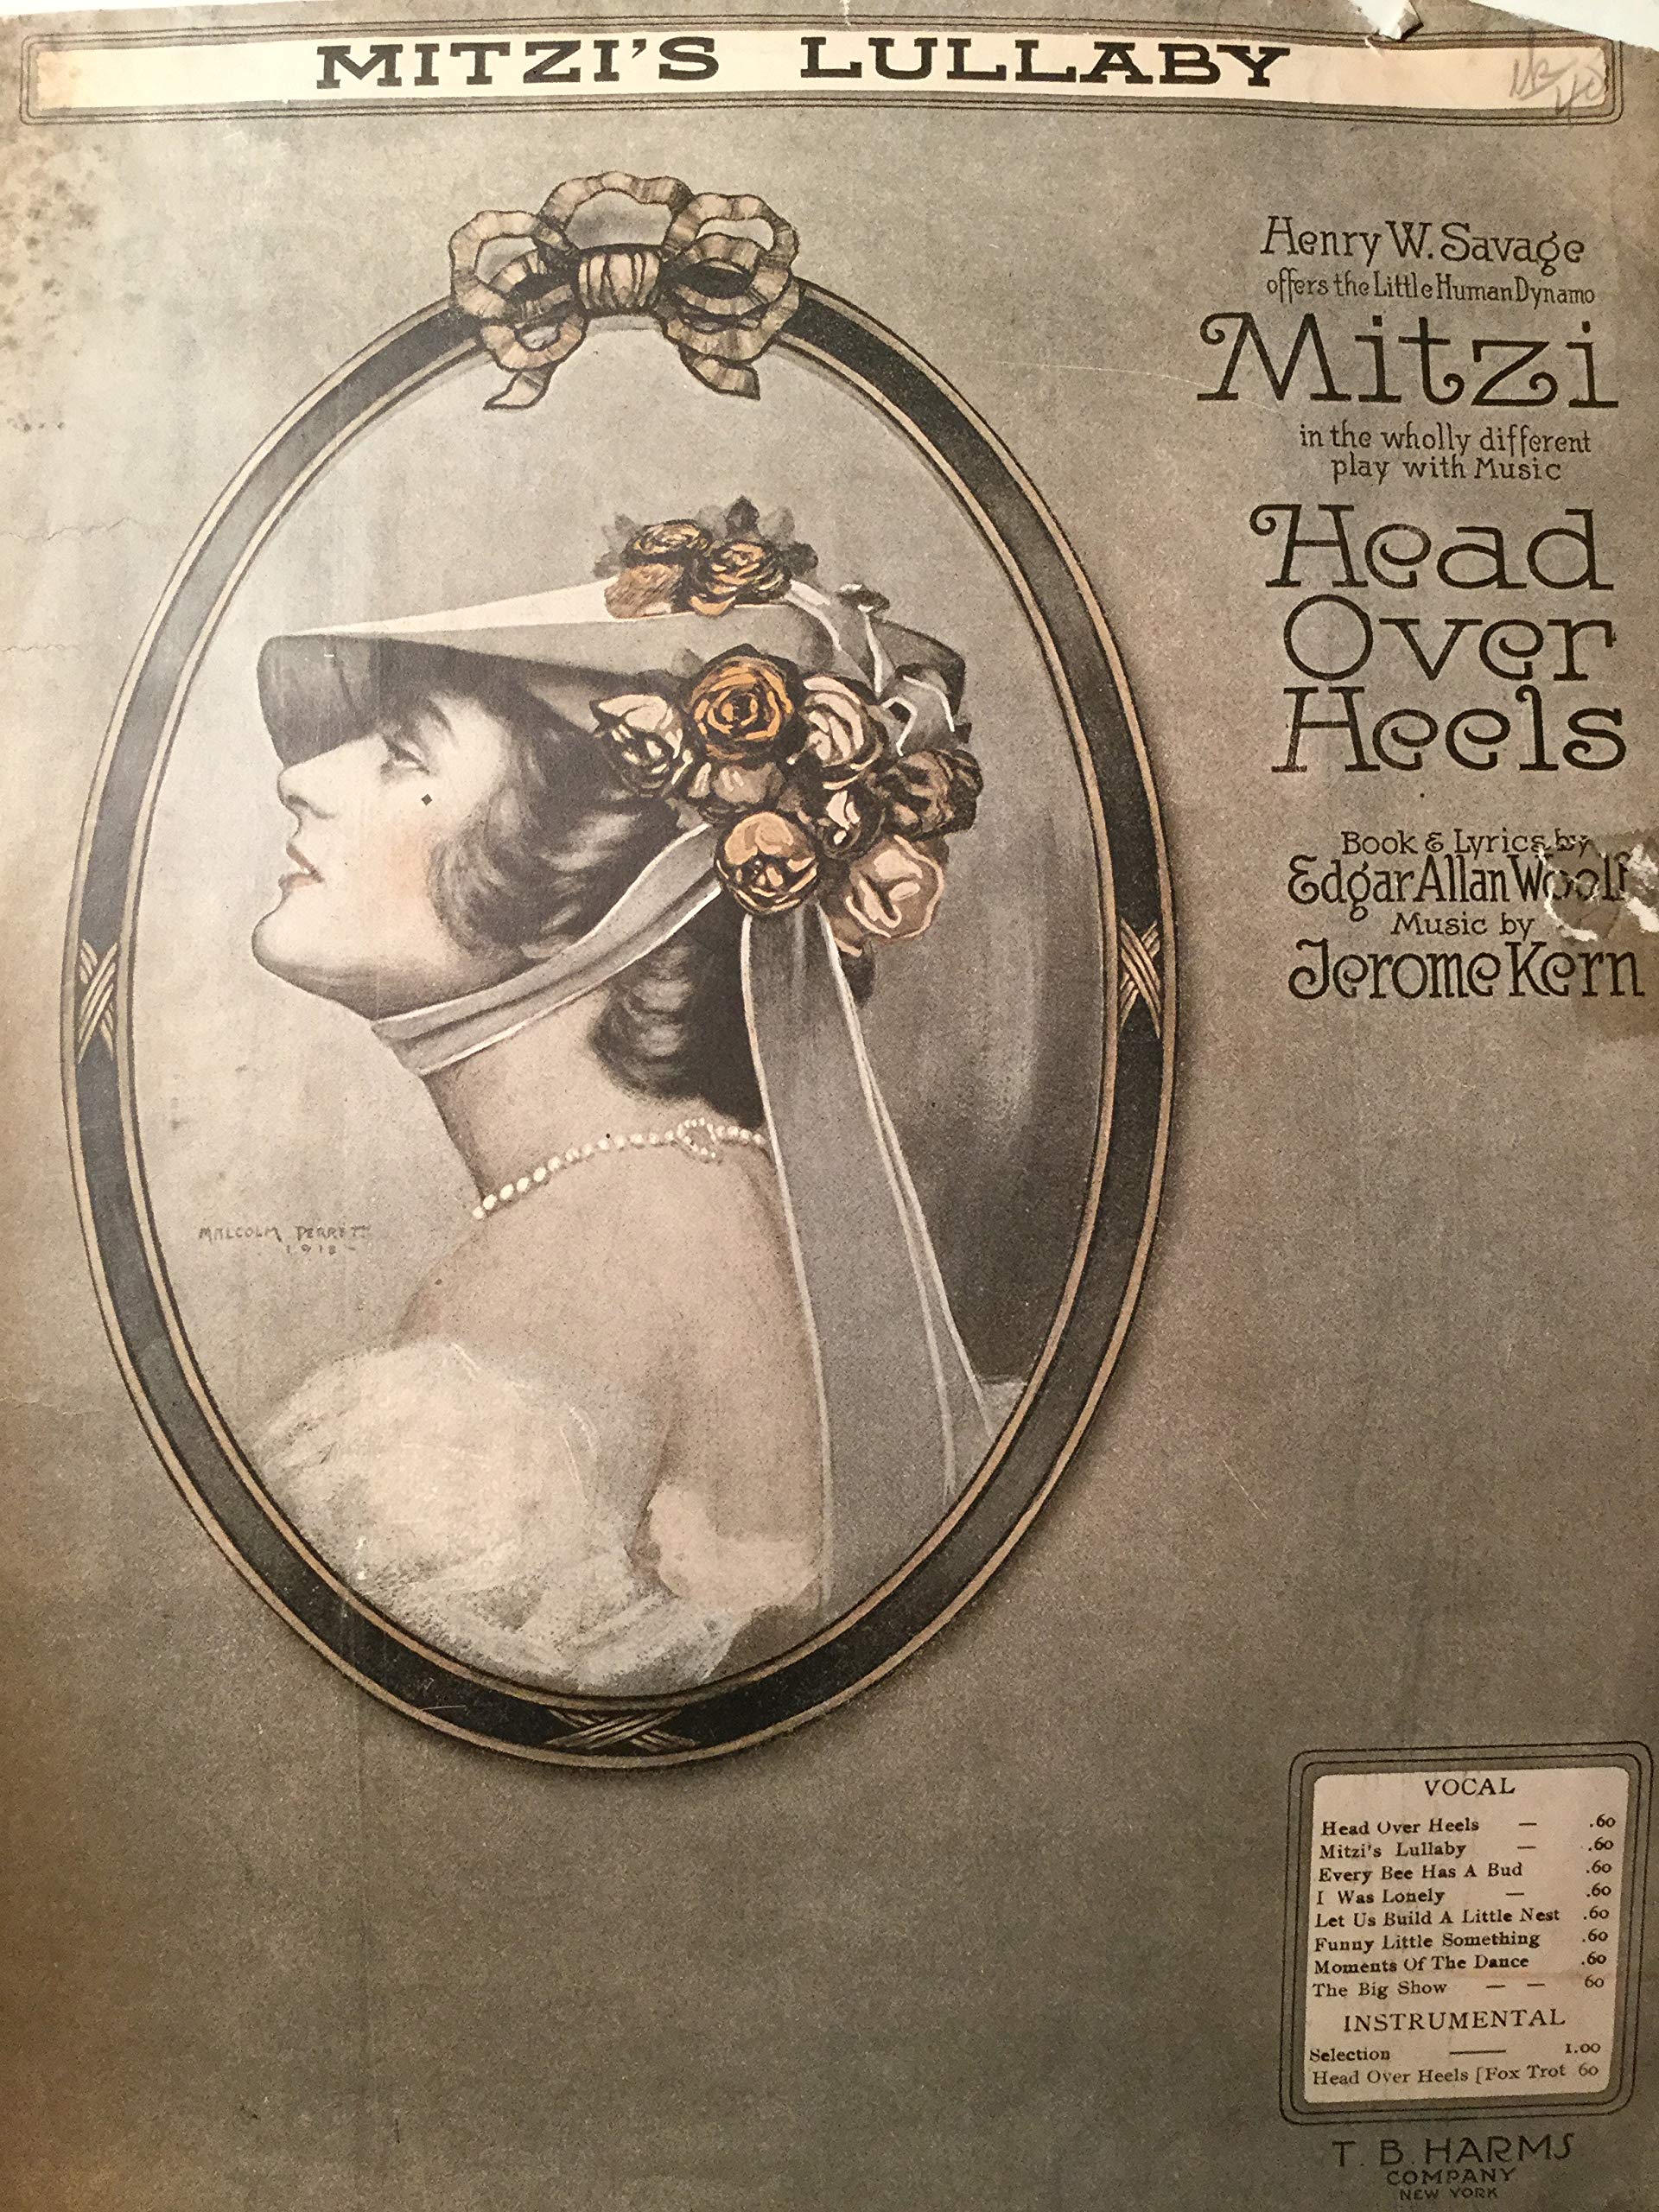 MITZI'S LULLABY
Henry W. Savage
offers the Little Human Dynamo
Mitzi
in the wholly different
play with Music
Head
Over
Heels
Book & Lyrics by
Edgar Allan Woolf
Music by
Jerome Kern
MALCOLM
1918
VOCAL
Head Over Heels — .60
Mitzi's Lullaby — .60
Every Bee Has A Bud .60
I Was Lonely — .60
Let Us Build A Little Nest .60
Funny Little Something .60
Moments Of The Dance .60
The Big Show — — 60
INSTRUMENTAL
Selection —— 1.00
Head Over Heels [Fox Trot 60
T. B. HARMS
COMPANY
NEW YORK